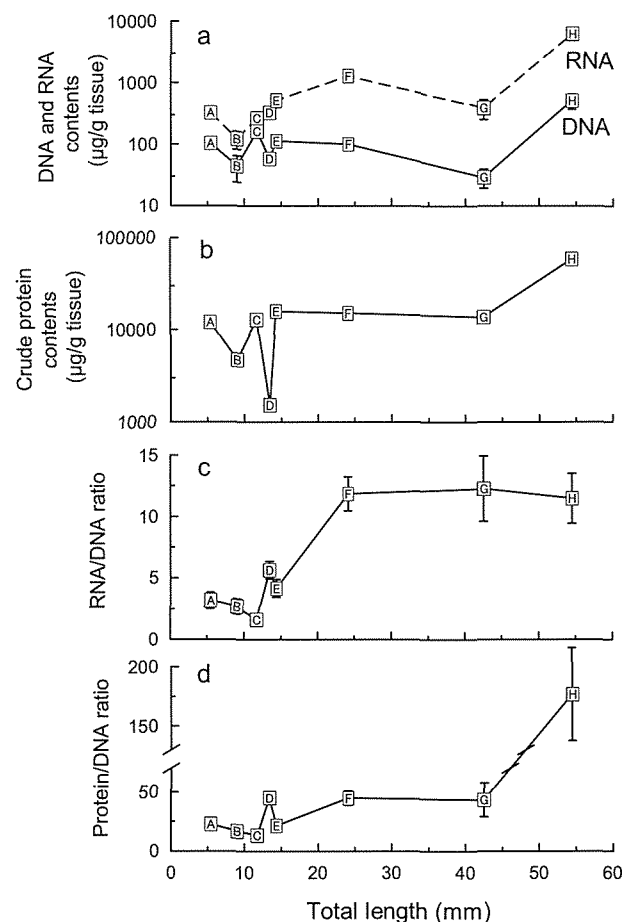 DNA and RNA
contents
(µg/g tissue)
10000
1000
100
10
a
A
B
C
D
E
F
G
H
RNA
A
B
C
D
E
F
G
H
DNA
Crude protein
contents
(µg/g tissue)
100000
10000
1000
b
A
B
C
D
E
F
G
H
RNA/DNA ratio
15
10
5
0
c
A
B
C
D
E
F
G
H
Protein/DNA ratio
200
150
50
0
d
A
B
C
D
E
F
G
H
0 10 20 30 40 50 60
Total length (mm)